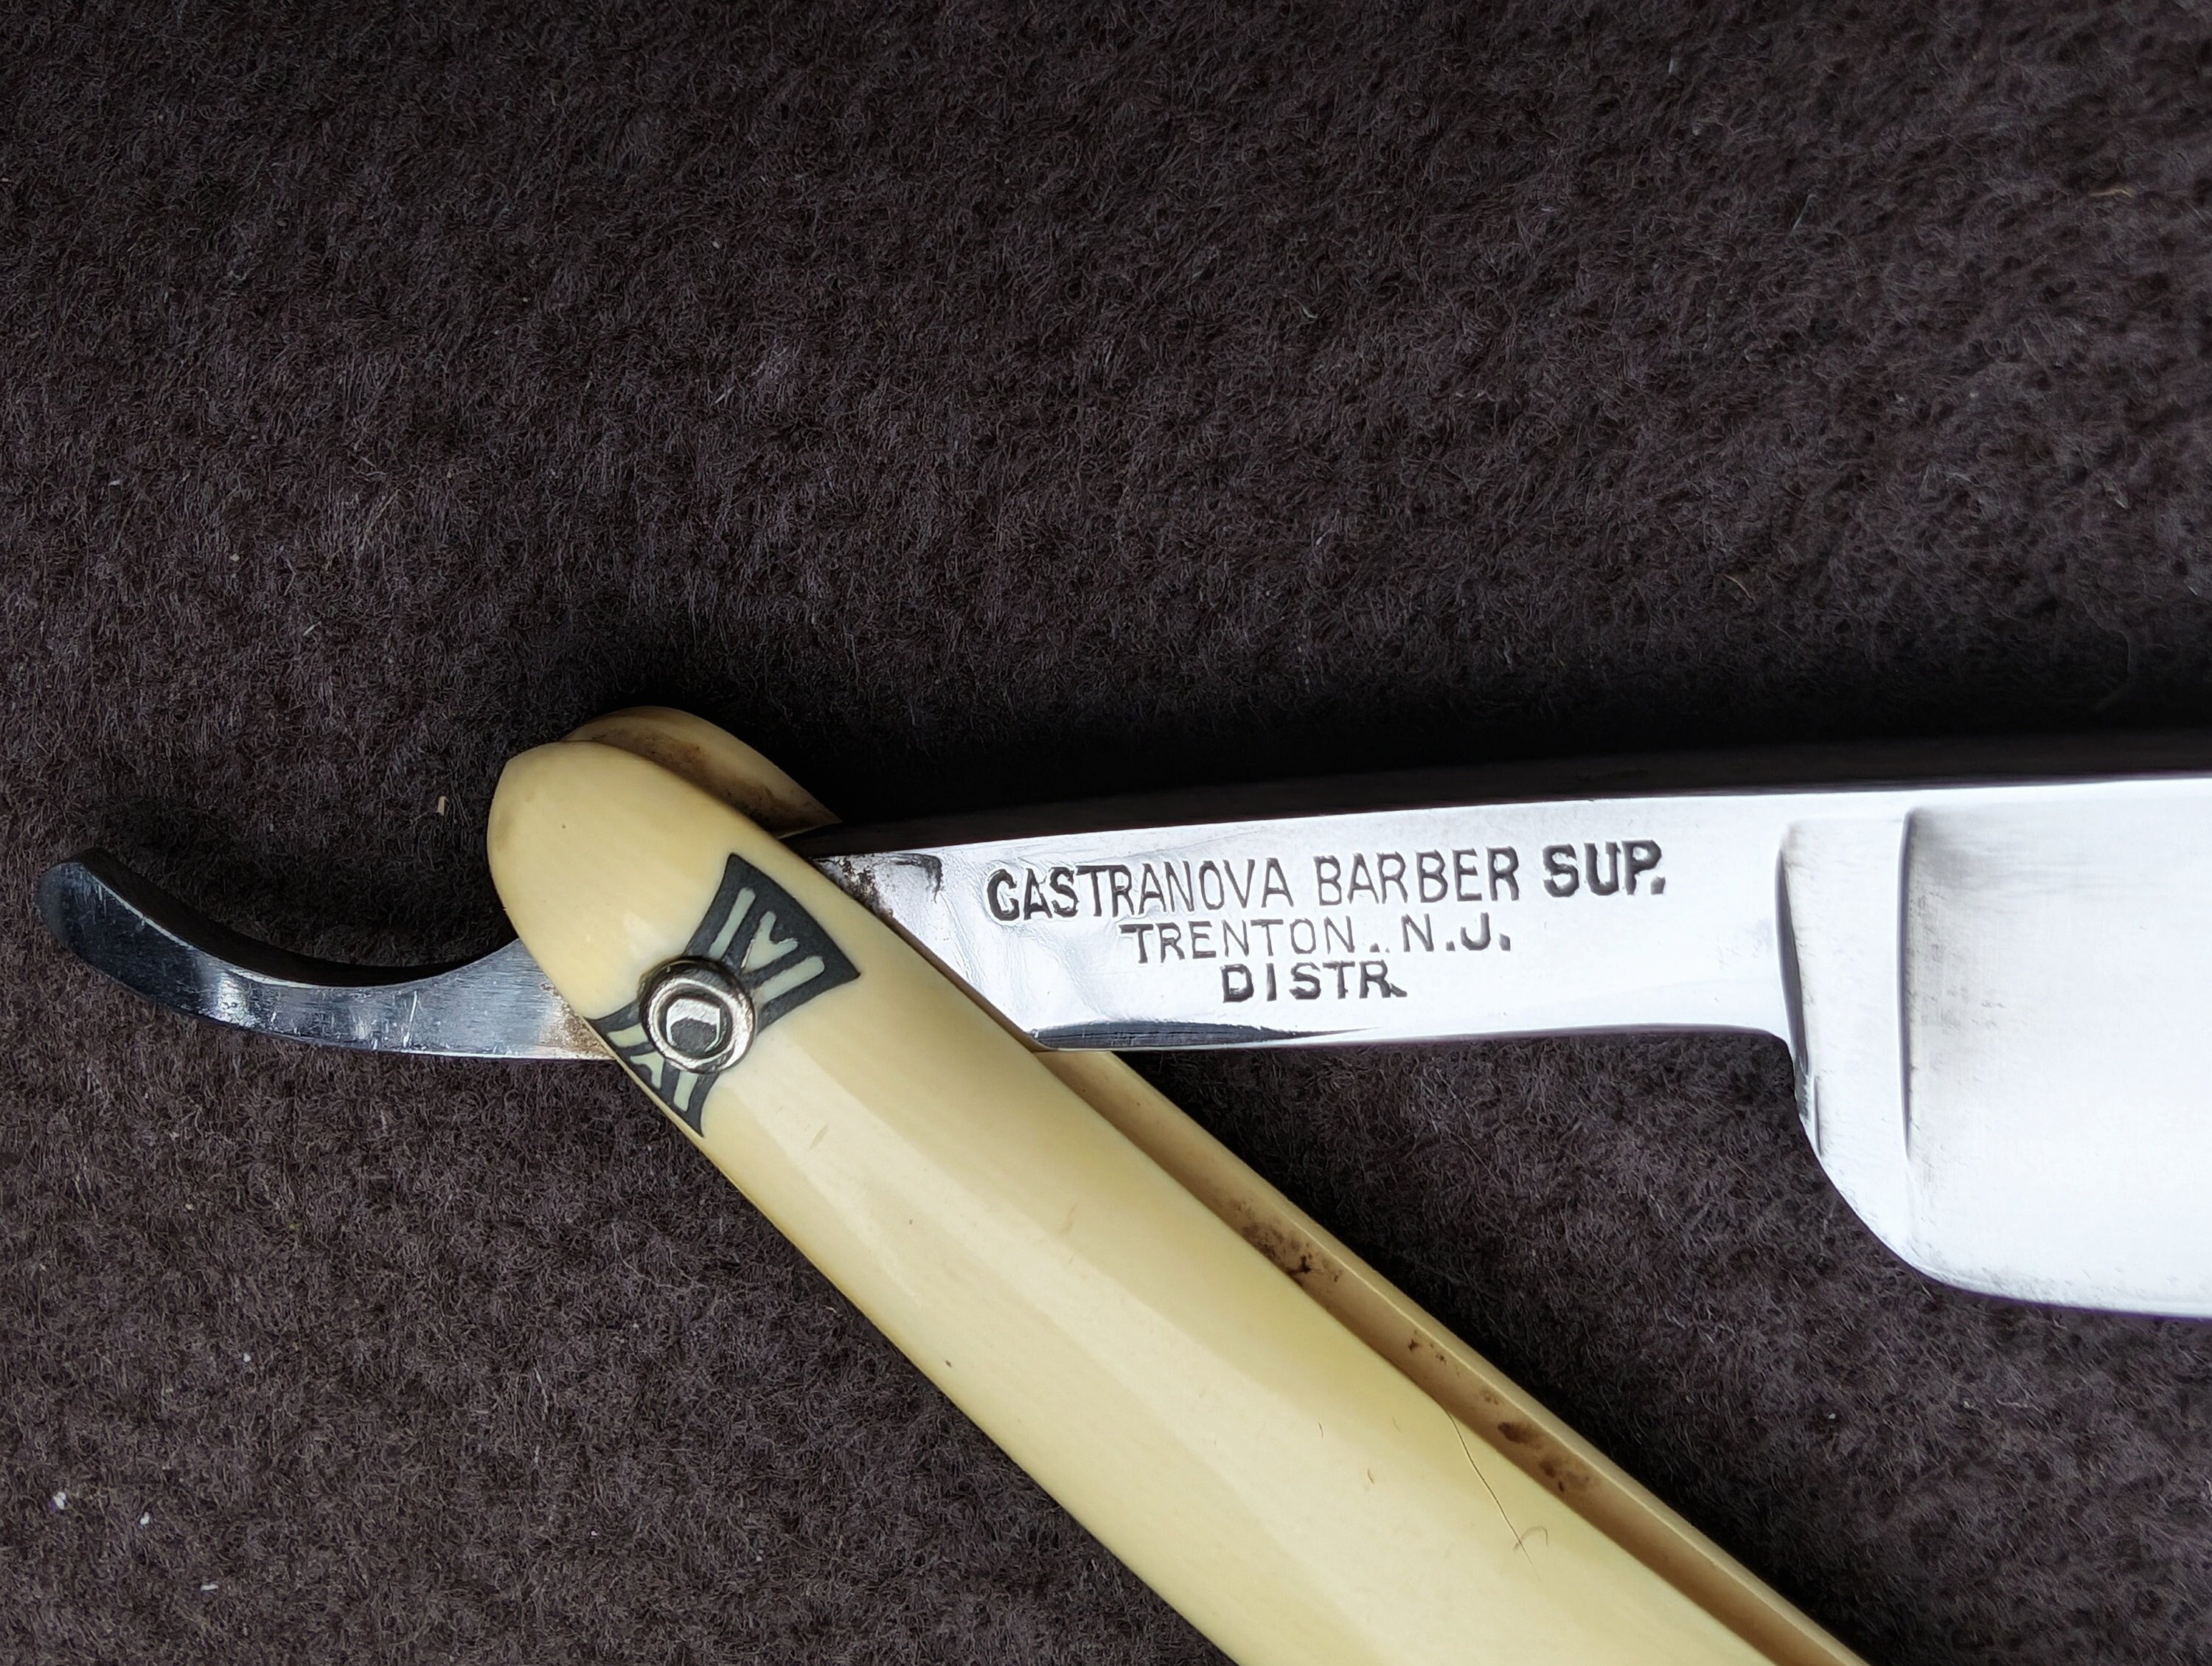 CASTRANOVA BARBER SUP.
TRENTON.. N.J.
DISTR.